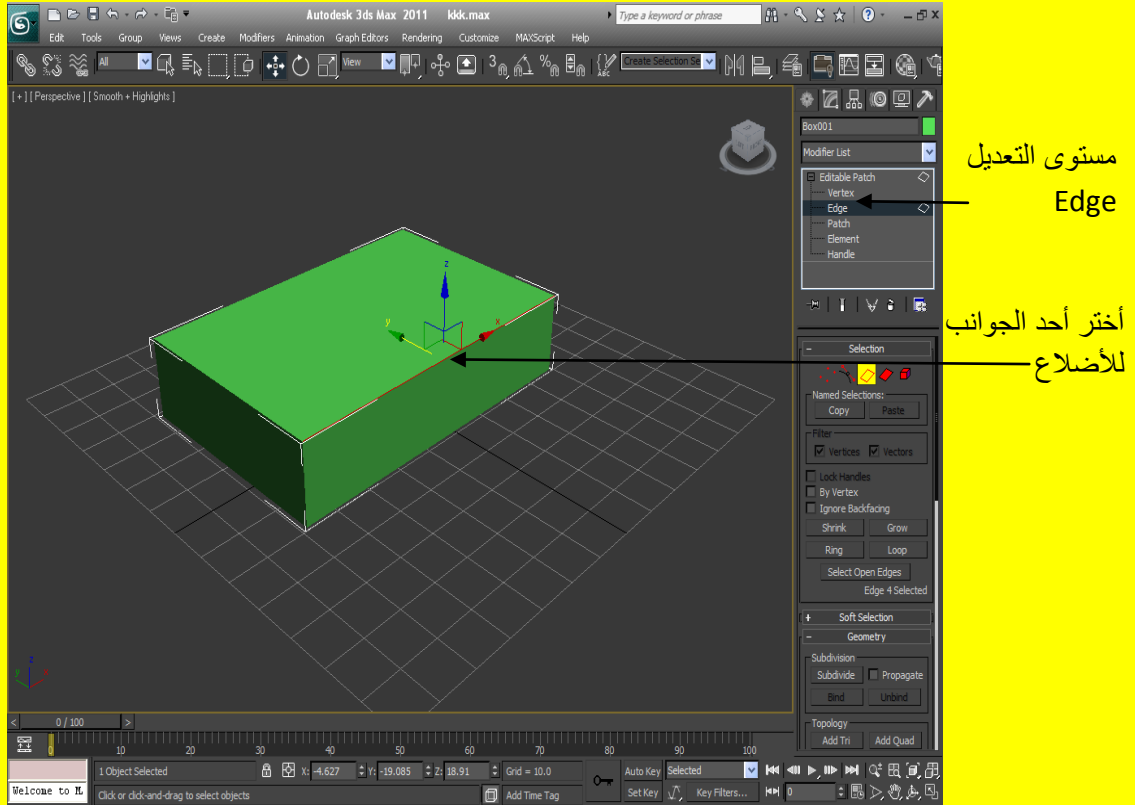 Autodesk 3ds Max 2011 kkk.max
Type a keyword or phrase
Edit Tools Group Views Create Modifiers Animation Graph Editors Rendering Customize MAXScript Help
All
View
Create Selection Se
[ + ] [ Perspective ] [ Smooth + Highlights ]
Box001
Modifier List
Editable Patch
Vertex
Edge
Patch
Element
Handle
مستوى التعديل
Edge
أختر أحد الجوانب
للأضلاع
z
y
x
Selection
Named Selections:
Copy Paste
Filter
Vertices Vectors
Lock Handles
By Vertex
Ignore Backfacing
Shrink Grow
Ring Loop
Select Open Edges
Edge 4 Selected
+ Soft Selection
- Geometry
Subdivision
Subdivide Propagate
Bind Unbind
Topology
Add Tri Add Quad
z
y x
< 0 / 100 >
0 10 20 30 40 50 60 70 80 90 100
1 Object Selected X: -4.627 Y: -19.085 Z: 18.91 Grid = 10.0 Auto Key Selected
Welcome to M Click or click-and-drag to select objects Add Time Tag Set Key Key Filters... 0